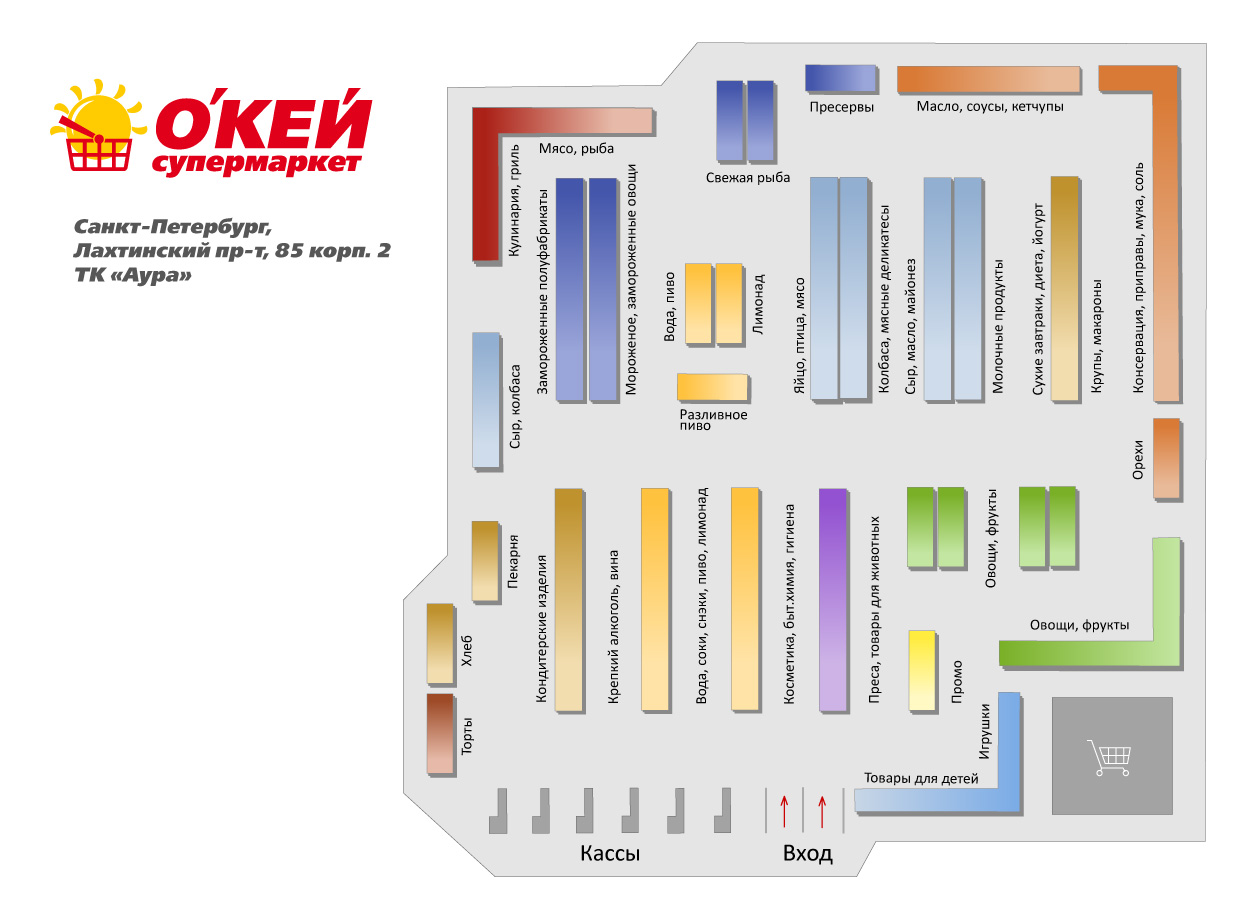 О'КЕЙ
супермаркет
Санкт-Петербург,
Лахтинский пр-т, 85 корп. 2
ТК «Аура»
Пресервы
Масло, соусы, кетчупы
Мясо, рыба
Кулинария, гриль
Свежая рыба
Замороженные полуфабрикаты
Мороженое, замороженные овощи
Вода, пиво
Лимонад
Разливное
пиво
Яйцо, птица, мясо
Колбаса, мясные деликатесы
Сыр, масло, майонез
Молочные продукты
Сухие завтраки, диета, йогурт
Крупы, макароны
Консервация, приправы, мука, соль
Сыр, колбаса
Орехи
Пекарня
Хлеб
Торты
Кондитерские изделия
Крепкий алкоголь, вина
Вода, соки, снэки, пиво, лимонад
Косметика, быт.химия, гигиена
Преса, товары для животных
Овощи, фрукты
Овощи, фрукты
Промо
Игрушки
Товары для детей
Кассы
Вход